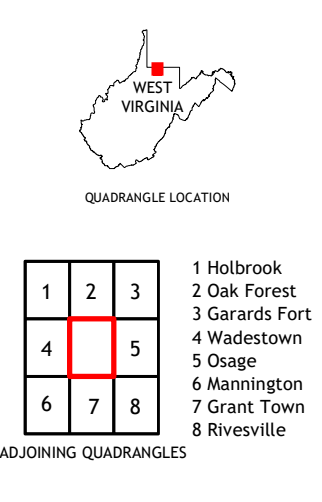 WEST
VIRGINIA
QUADRANGLE LOCATION
1 2 3
4 5
6 7 8
1 Holbrook
2 Oak Forest
3 Garards Fort
4 Wadestown
5 Osage
6 Mannington
7 Grant Town
8 Rivesville
ADJOINING QUADRANGLES